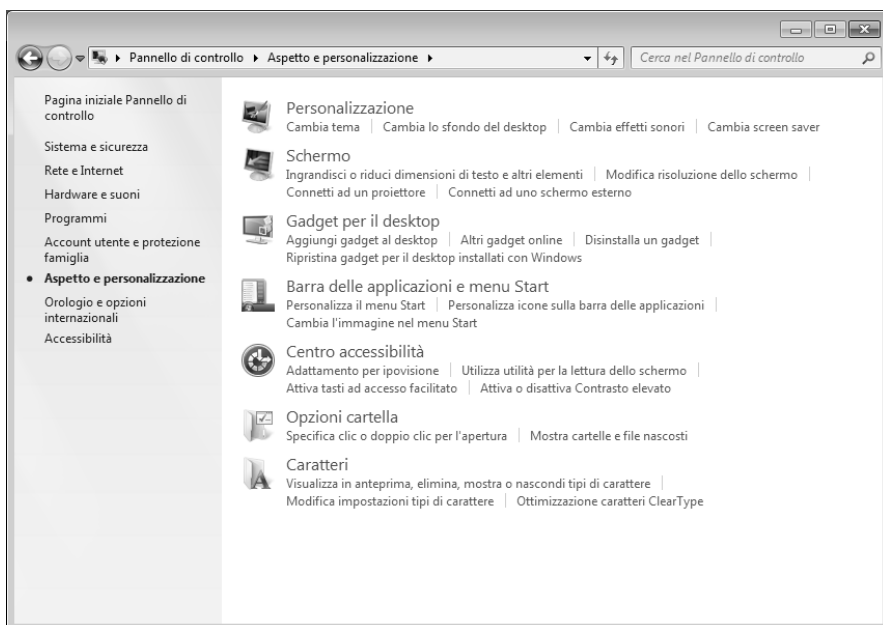 Pannello di controllo Aspetto e personalizzazione Cerca nel Pannello di controllo
Pagina iniziale Pannello di
controllo
Sistema e sicurezza
Rete e Internet
Hardware e suoni
Programmi
Account utente e protezione
famiglia
Aspetto e personalizzazione
Orologio e opzioni
internazionali
Accessibilità
Personalizzazione
Cambia tema Cambia lo sfondo del desktop Cambia effetti sonori Cambia screen saver
Schermo
Ingrandisci o riduci dimensioni di testo e altri elementi Modifica risoluzione dello schermo
Connetti ad un proiettore Connetti ad uno schermo esterno
Gadget per il desktop
Aggiungi gadget al desktop Altri gadget online Disinstalla un gadget
Ripristina gadget per il desktop installati con Windows
Barra delle applicazioni e menu Start
Personalizza il menu Start Personalizza icone sulla barra delle applicazioni
Cambia l'immagine nel menu Start
Centro accessibilità
Adattamento per ipovisione Utilizza utilità per la lettura dello schermo
Attiva tasti ad accesso facilitato Attiva o disattiva Contrasto elevato
Opzioni cartella
Specifica clic o doppio clic per l'apertura Mostra cartelle e file nascosti
Caratteri
Visualizza in anteprima, elimina, mostra o nascondi tipi di carattere
Modifica impostazioni tipi di carattere Ottimizzazione caratteri ClearType